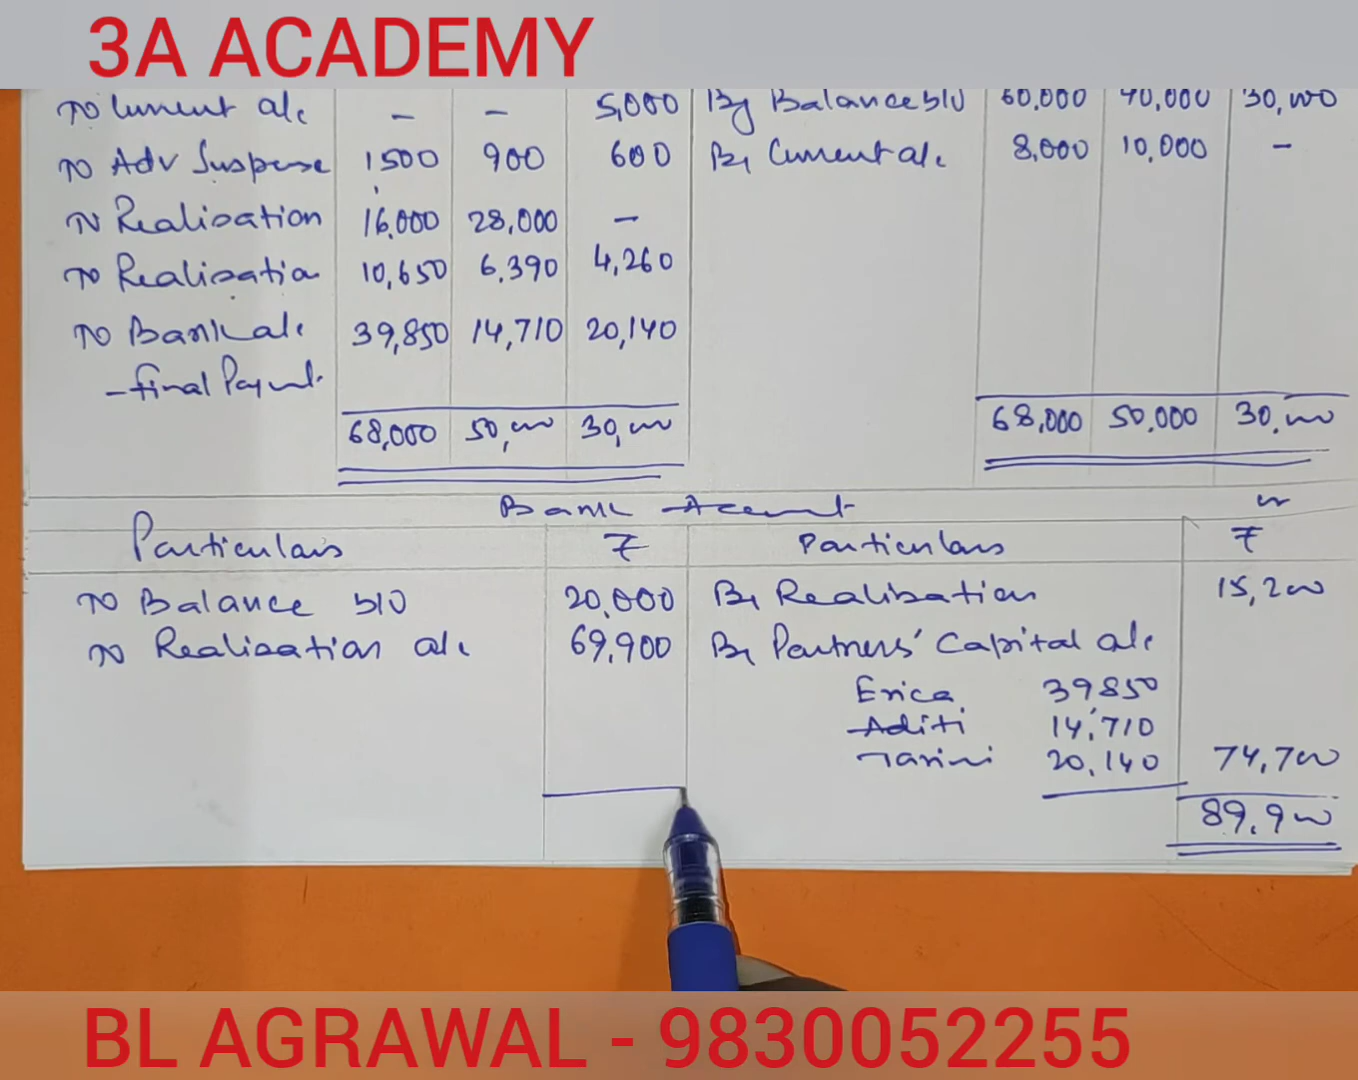 3A ACADEMY
To Current a/c - - 5,000 By Balance b/d 60,000 40,000 30,000
To Adv Suspense 1500 900 600 By Current a/c 8,000 10,000 -
To Realisation 16,000 28,000 -
To Realisation 10,650 6,390 4,260
To Bank a/c 39,850 14,710 20,140
- final Paymt.
68,000 50,000 30,000 68,000 50,000 30,000
Bank Account Cr
Particulars ₹ Particulars ₹
To Balance b/d 20,000 By Realisation 15,200
To Realisation a/c 69,900 By Partners' Capital a/c
Erica 39850
Aditi 14,710
Tarini 20,140 74,700
89,900
BL AGRAWAL - 9830052255